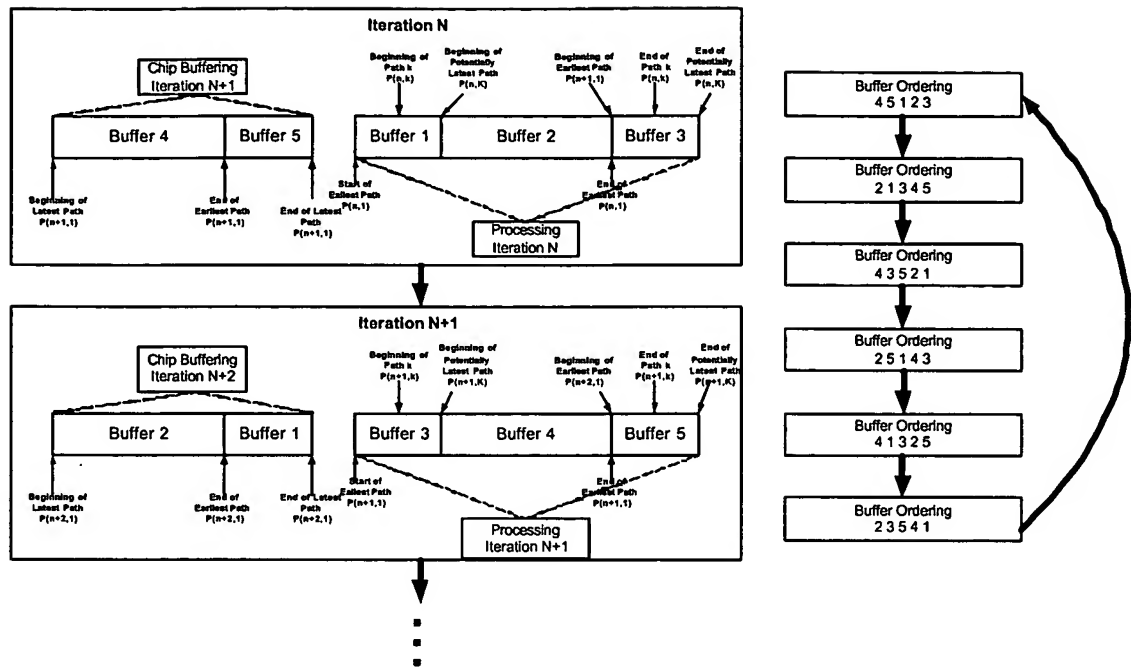 Iteration N
Chip Buffering
Iteration N+1
Beginning of
Path k
P(n,k)
Beginning of
Potentially
Latest Path
P(n,K)
Beginning of
Earliest Path
P(n+1,1)
End of
Path k
P(n,k)
End of
Potentially
Latest Path
P(n,K)
Buffer 4
Buffer 5
Buffer 1
Buffer 2
Buffer 3
Beginning of
Latest Path
P(n+1,1)
End of
Earliest Path
P(n+1,1)
End of Latest
Path
P(n+1,1)
Start of
Earliest Path
P(n,1)
End of
Earliest Path
P(n,1)
Processing
Iteration N
Iteration N+1
Chip Buffering
Iteration N+2
Beginning of
Path k
P(n+1,k)
Beginning of
Potentially
Latest Path
P(n+1,K)
Beginning of
Earliest Path
P(n+2,1)
End of
Path k
P(n+1,k)
End of
Potentially
Latest Path
P(n+1,K)
Buffer 2
Buffer 1
Buffer 3
Buffer 4
Buffer 5
Beginning of
Latest Path
P(n+2,1)
End of
Earliest Path
P(n+2,1)
End of Latest
Path
P(n+2,1)
Start of
Earliest Path
P(n+1,1)
End of
Earliest Path
P(n+1,1)
Processing
Iteration N+1
Buffer Ordering
4 5 1 2 3
Buffer Ordering
2 1 3 4 5
Buffer Ordering
4 3 5 2 1
Buffer Ordering
2 5 1 4 3
Buffer Ordering
4 1 3 2 5
Buffer Ordering
2 3 5 4 1